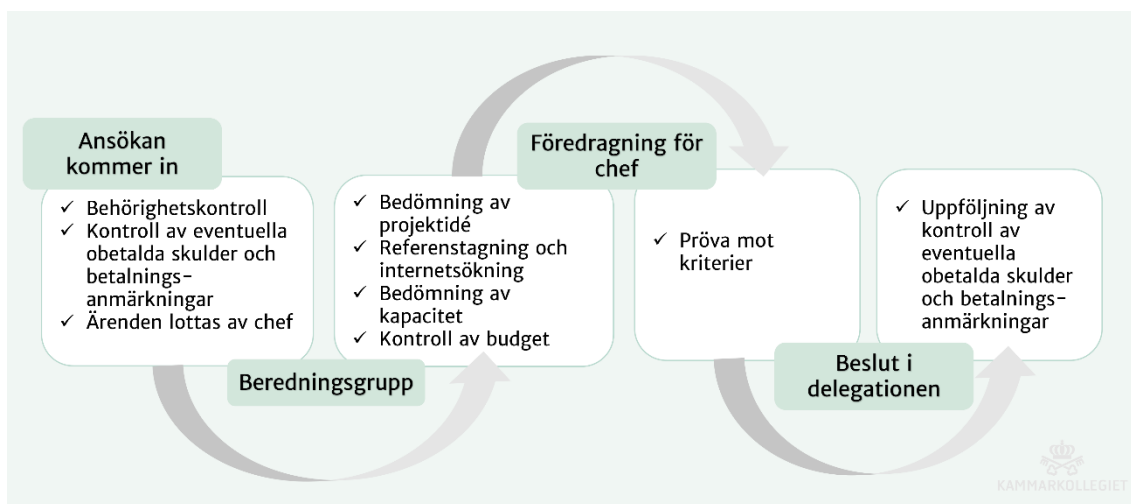 Ansökan
kommer in
✓ Behörighetskontroll
✓ Kontroll av eventuella
obetalda skulder och
betalnings-
anmärkningar
✓ Ärenden lottas av chef
Beredningsgrupp
✓ Bedömning av
projektidé
✓ Referenstagning och
internetsökning
✓ Bedömning av
kapacitet
✓ Kontroll av budget
Föredragning för
chef
✓ Pröva mot
kriterier
Beslut i
delegationen
✓ Uppföljning av
kontroll av
eventuella
obetalda skulder
och betalnings-
anmärkningar
KAMMARKOLLEGIET